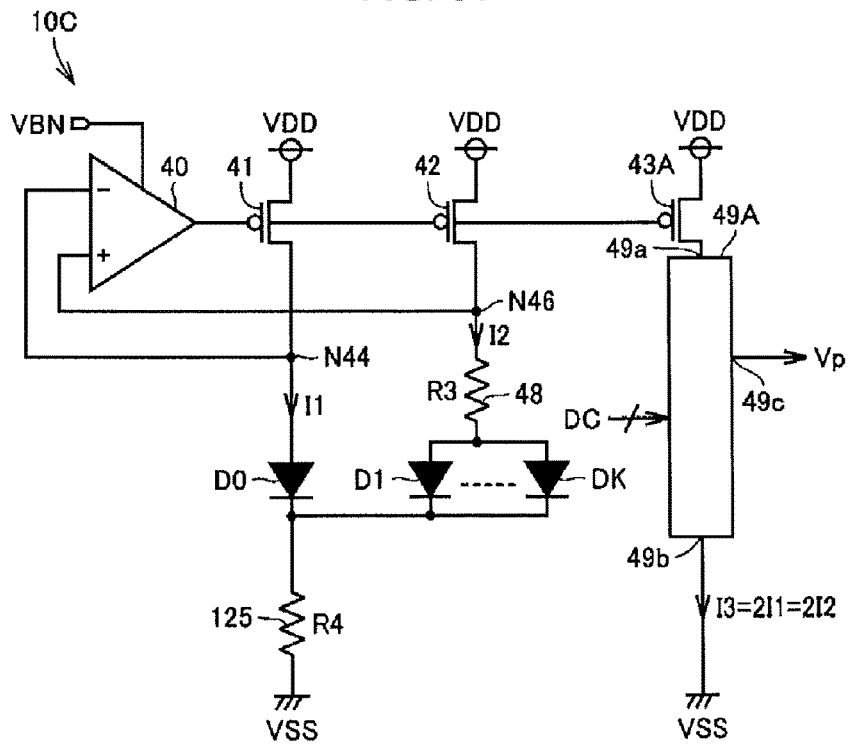 10C
VBN
VDD
VDD
VDD
40
41
42
43A
49A
49a
−
+
N46
N44
I2
I1
R3
48
Vp
49c
DC
D0
D1
DK
49b
125
R4
I3=2I1=2I2
VSS
VSS